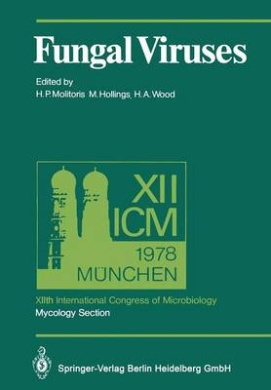 Fungal Viruses
Edited by
H.P.Molitoris M.Hollings, H.A.Wood
XII
ICM
1978
MÜNCHEN
XIIth International Congress of Microbiology
Mycology Section
Springer-Verlag Berlin Heidelberg GmbH